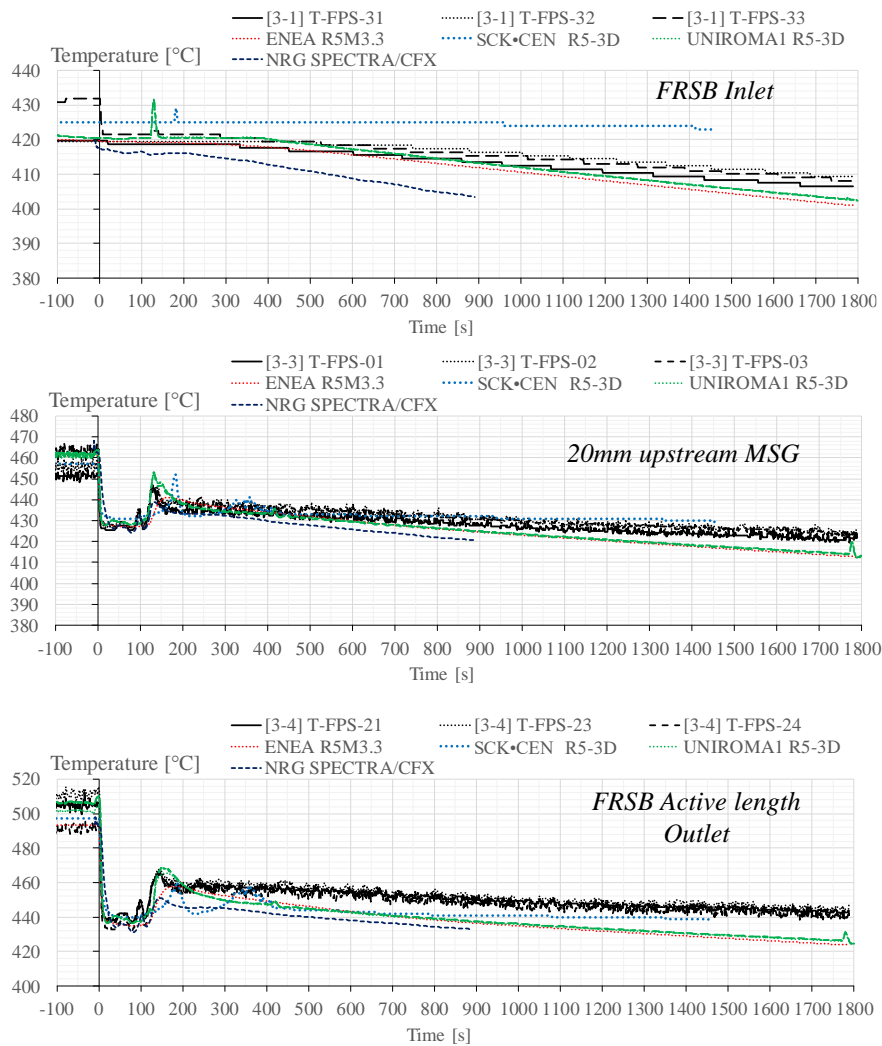 [3-1] T-FPS-31 [3-1] T-FPS-32 [3-1] T-FPS-33
ENEA R5M3.3 SCK•CEN R5-3D UNIROMA1 R5-3D
Temperature [°C] NRG SPECTRA/CFX
440
FRSB Inlet
430
420
410
400
390
380
-100 0 100 200 300 400 500 600 700 800 900 1000 1100 1200 1300 1400 1500 1600 1700 1800
Time [s]
[3-3] T-FPS-01 [3-3] T-FPS-02 [3-3] T-FPS-03
ENEA R5M3.3 SCK•CEN R5-3D UNIROMA1 R5-3D
Temperature [°C] NRG SPECTRA/CFX
480
470
20mm upstream MSG
460
450
440
430
420
410
400
390
380
-100 0 100 200 300 400 500 600 700 800 900 1000 1100 1200 1300 1400 1500 1600 1700 1800
Time [s]
[3-4] T-FPS-21 [3-4] T-FPS-23 [3-4] T-FPS-24
ENEA R5M3.3 SCK•CEN R5-3D UNIROMA1 R5-3D
Temperature [°C] NRG SPECTRA/CFX
520
FRSB Active length
500
Outlet
480
460
440
420
400
-100 0 100 200 300 400 500 600 700 800 900 1000 1100 1200 1300 1400 1500 1600 1700 1800
Time [s]